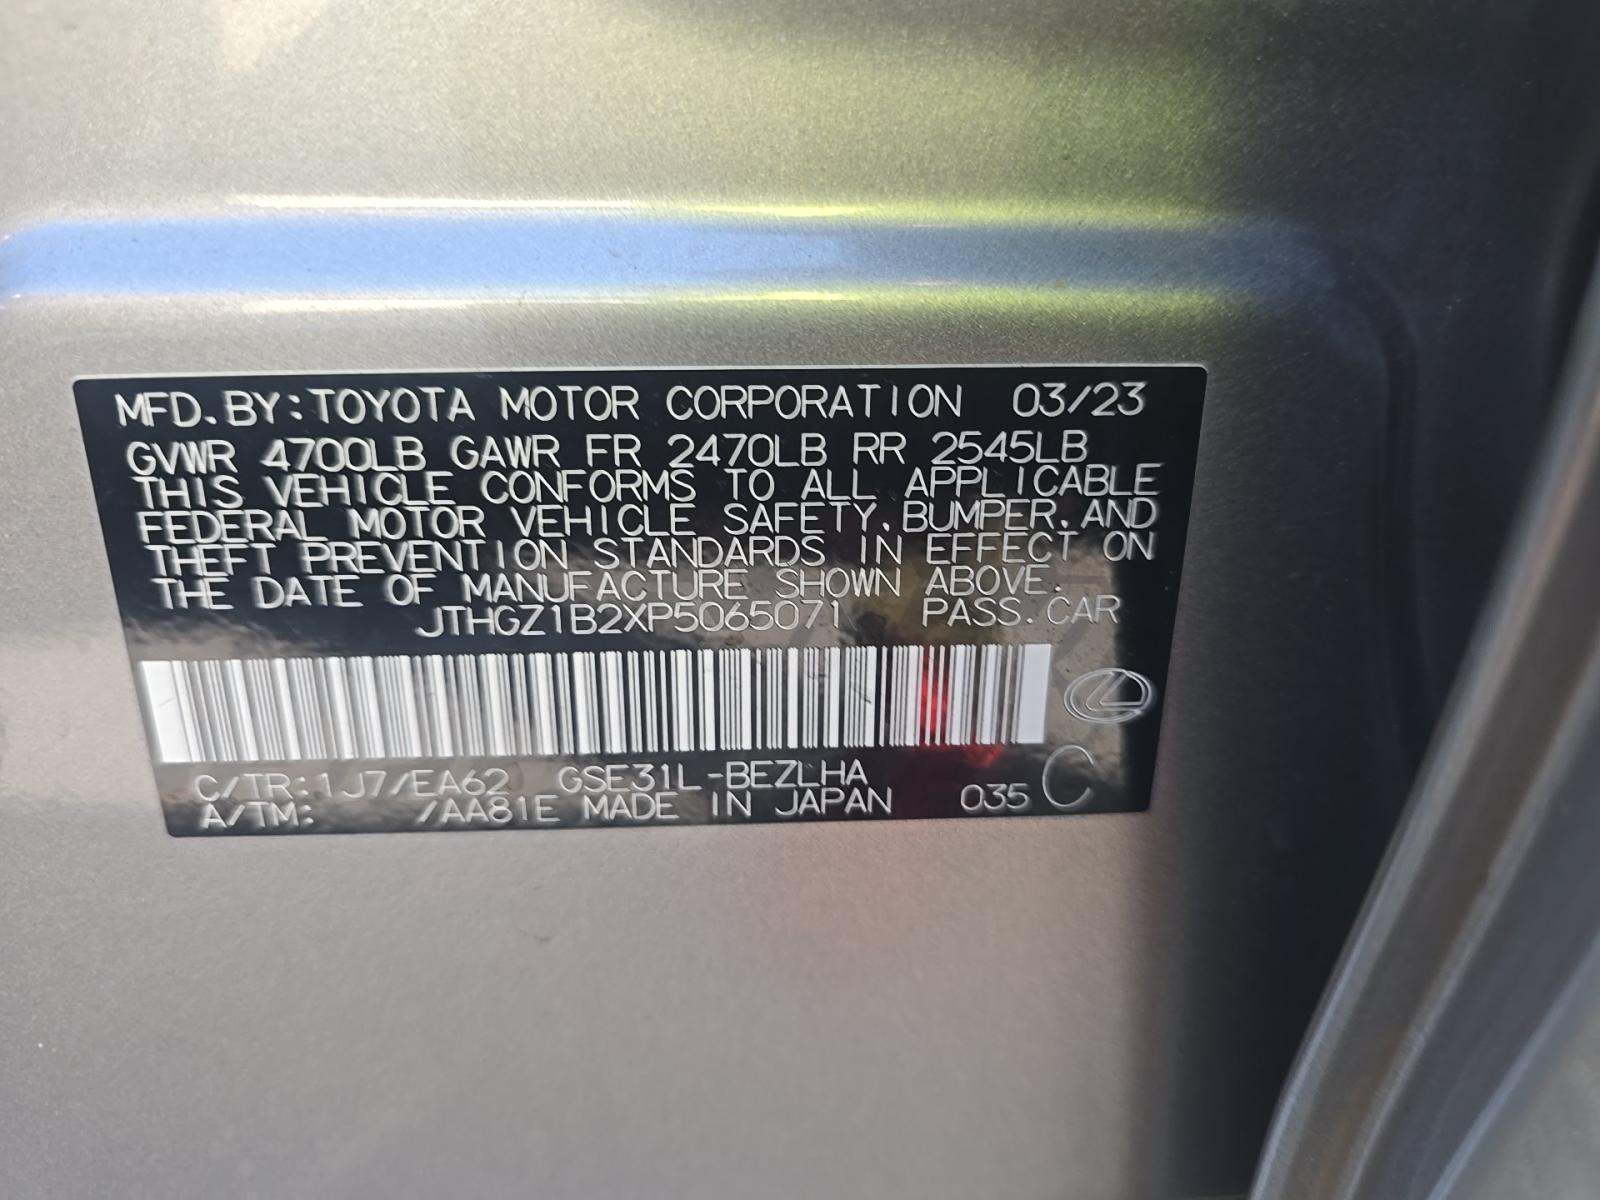 MFD.BY:TOYOTA MOTOR CORPORATION 03/23
GVWR 4700LB GAWR FR 2470LB RR 2545LB
THIS VEHICLE CONFORMS TO ALL APPLICABLE
FEDERAL MOTOR VEHICLE SAFETY,BUMPER,AND
THEFT PREVENTION STANDARDS IN EFFECT ON
THE DATE OF MANUFACTURE SHOWN ABOVE.
JTHGZ1B2XP5065071 PASS.CAR
C/TR:1J7/EA62 GSE31L-BEZLHA
A/TM: /AA81E MADE IN JAPAN 035 C